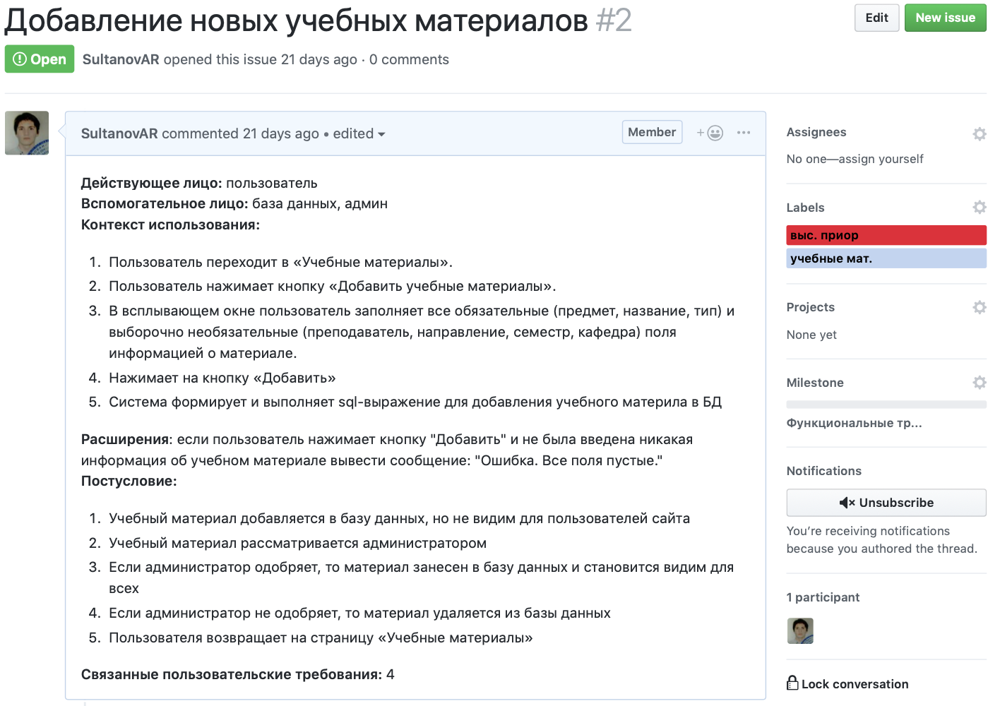 Добавление новых учебных материалов #2
Edit
New issue
Open
SultanovAR opened this issue 21 days ago · 0 comments
SultanovAR commented 21 days ago • edited
Member
Действующее лицо: пользователь
Вспомогательное лицо: база данных, админ
Контекст использования:
1. Пользователь переходит в «Учебные материалы».
2. Пользователь нажимает кнопку «Добавить учебные материалы».
3. В всплывающем окне пользователь заполняет все обязательные (предмет, название, тип) и
выборочно необязательные (преподаватель, направление, семестр, кафедра) поля
информацией о материале.
4. Нажимает на кнопку «Добавить»
5. Система формирует и выполняет sql-выражение для добавления учебного материла в БД
Расширения: если пользователь нажимает кнопку "Добавить" и не была введена никакая
информация об учебном материале вывести сообщение: "Ошибка. Все поля пустые."
Постусловие:
1. Учебный материал добавляется в базу данных, но не видим для пользователей сайта
2. Учебный материал рассматривается администратором
3. Если администратор одобряет, то материал занесен в базу данных и становится видим для
всех
4. Если администратор не одобряет, то материал удаляется из базы данных
5. Пользователя возвращает на страницу «Учебные материалы»
Связанные пользовательские требования: 4
Assignees
No one—assign yourself
Labels
выс. приор
учебные мат.
Projects
None yet
Milestone
Функциональные тр...
Notifications
Unsubscribe
You’re receiving notifications
because you authored the thread.
1 participant
Lock conversation